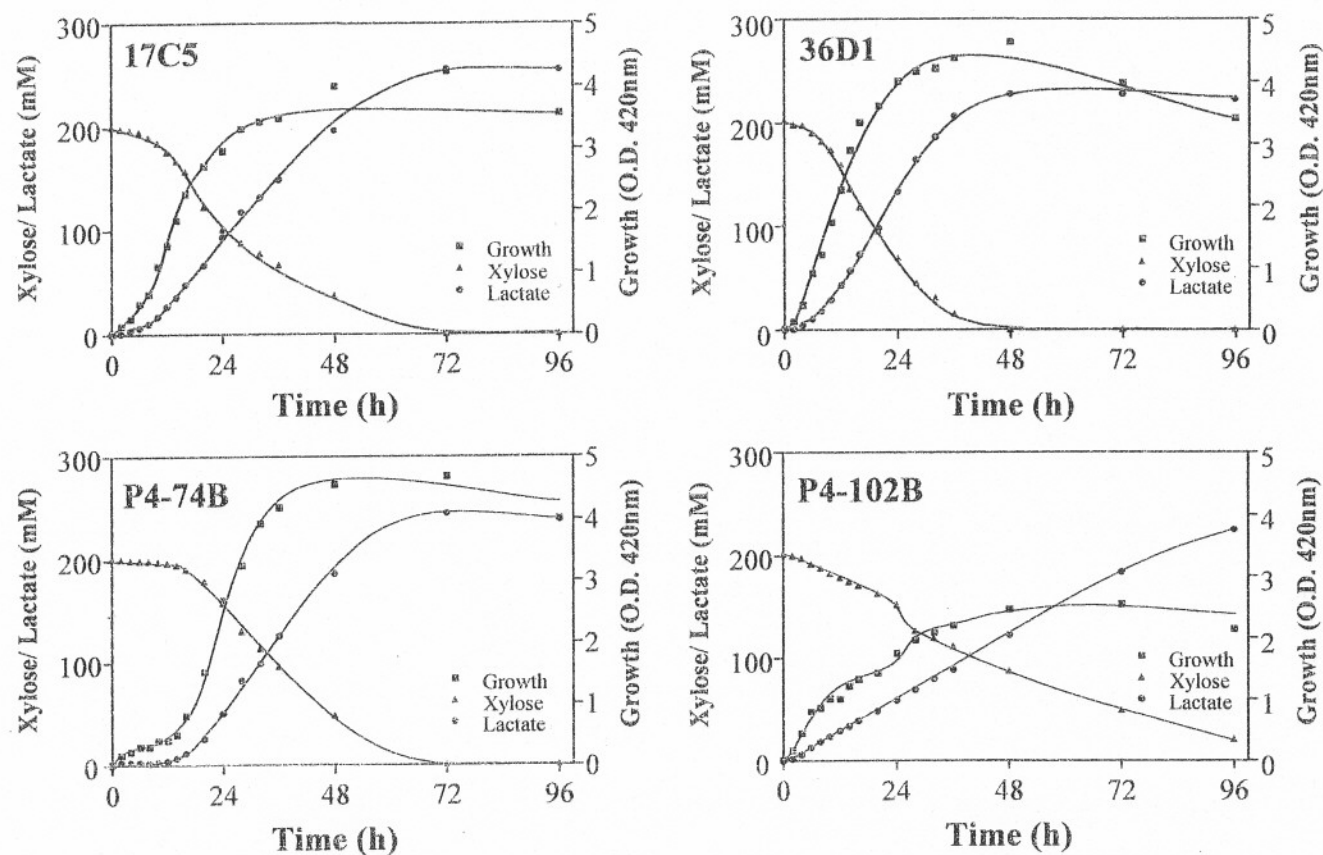 17C5
Xylose/ Lactate (mM)
300
200
100
0
5
4
3
2
1
0
Growth (O.D. 420nm)
Growth
Xylose
Lactate
0 24 48 72 96
Time (h)
36D1
Xylose/ Lactate (mM)
300
200
100
0
5
4
3
2
1
0
Growth (O.D. 420nm)
Growth
Xylose
Lactate
0 24 48 72 96
Time (h)
P4-74B
Xylose/ Lactate (mM)
300
200
100
0
5
4
3
2
1
0
Growth (O.D. 420nm)
Growth
Xylose
Lactate
0 24 48 72 96
Time (h)
P4-102B
Xylose/ Lactate (mM)
300
200
100
0
5
4
3
2
1
0
Growth (O.D. 420nm)
Growth
Xylose
Lactate
0 24 48 72 96
Time (h)